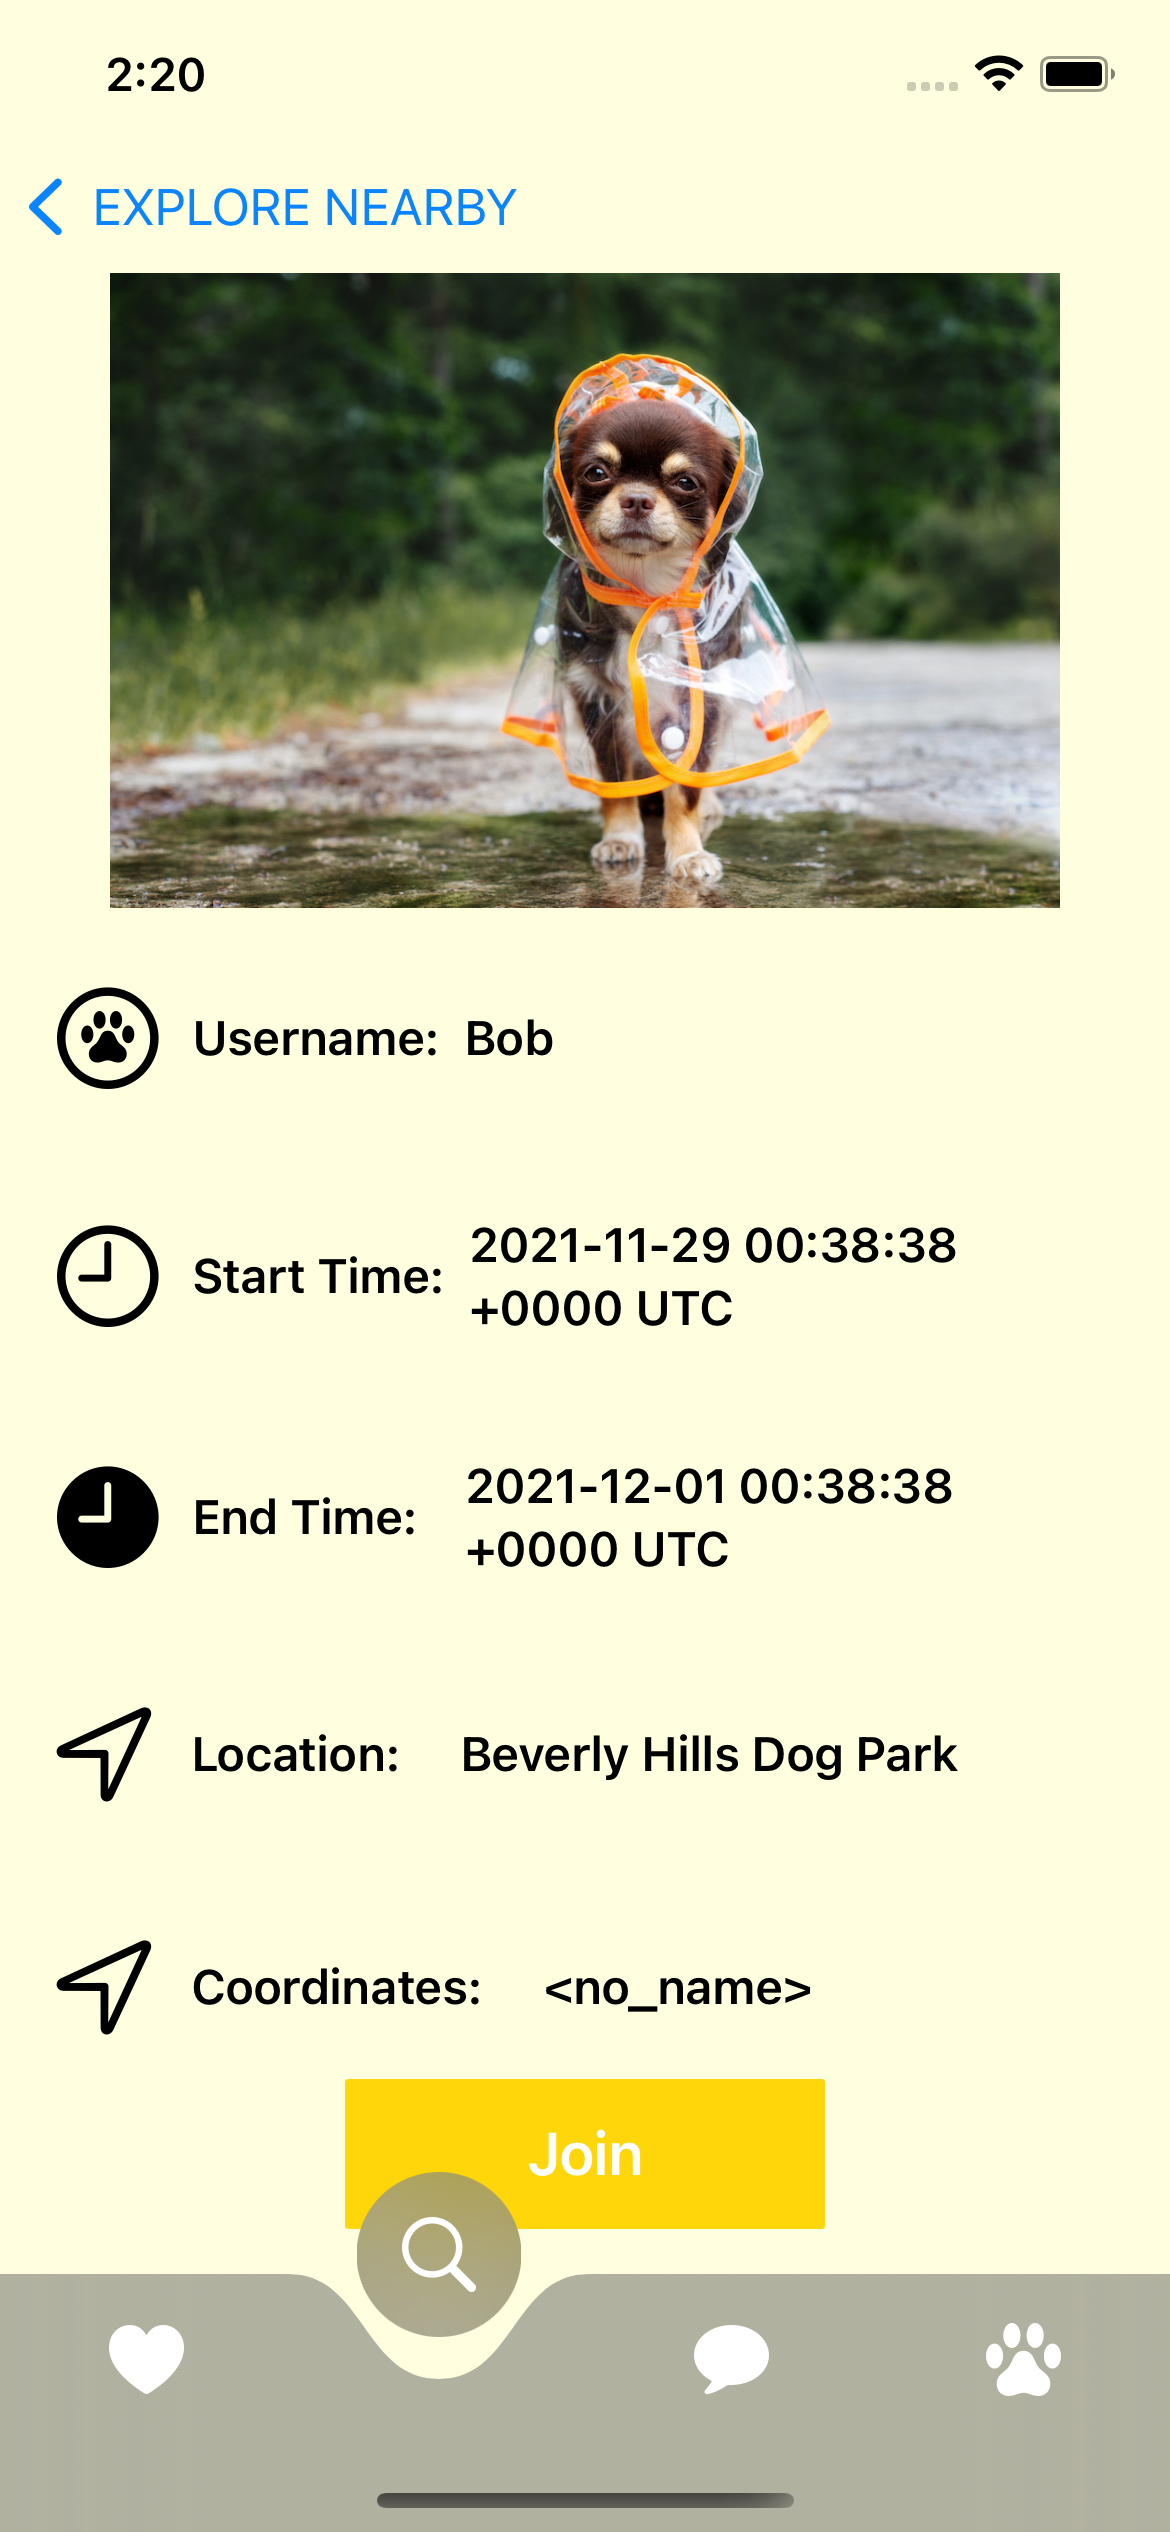 2:20
EXPLORE NEARBY
Username: Bob
Start Time: 2021-11-29 00:38:38
+0000 UTC
End Time: 2021-12-01 00:38:38
+0000 UTC
Location: Beverly Hills Dog Park
Coordinates: <no_name>
Join